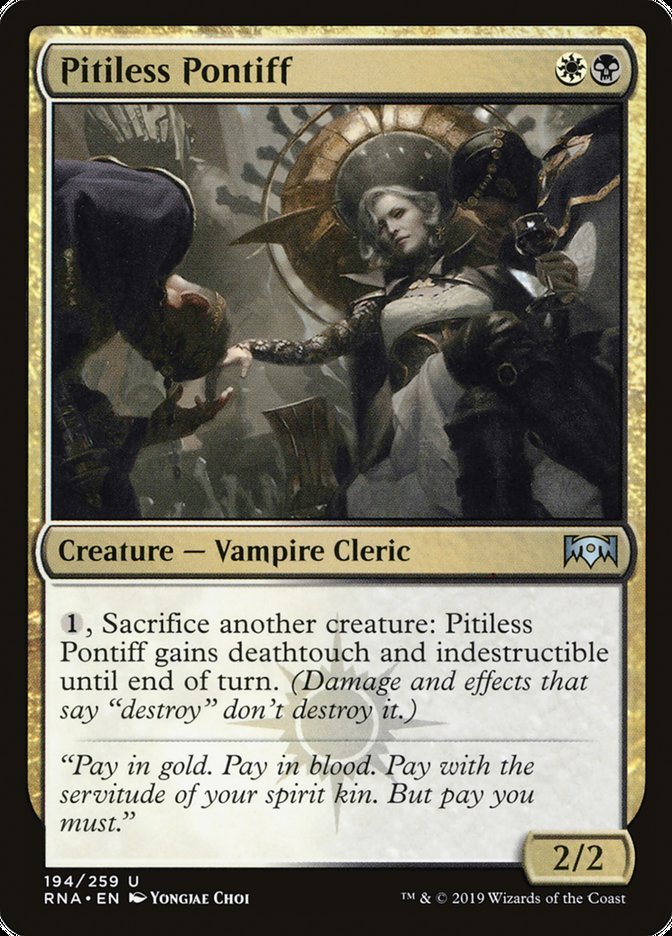 Pitiless Pontiff
Creature — Vampire Cleric
1, Sacrifice another creature: Pitiless
Pontiff gains deathtouch and indestructible
until end of turn. (Damage and effects that
say “destroy” don’t destroy it.)
“Pay in gold. Pay in blood. Pay with the
servitude of your spirit kin. But pay you
must.”
2/2
194/259 U
RNA • EN Yongjae Choi
™ & © 2019 Wizards of the Coast